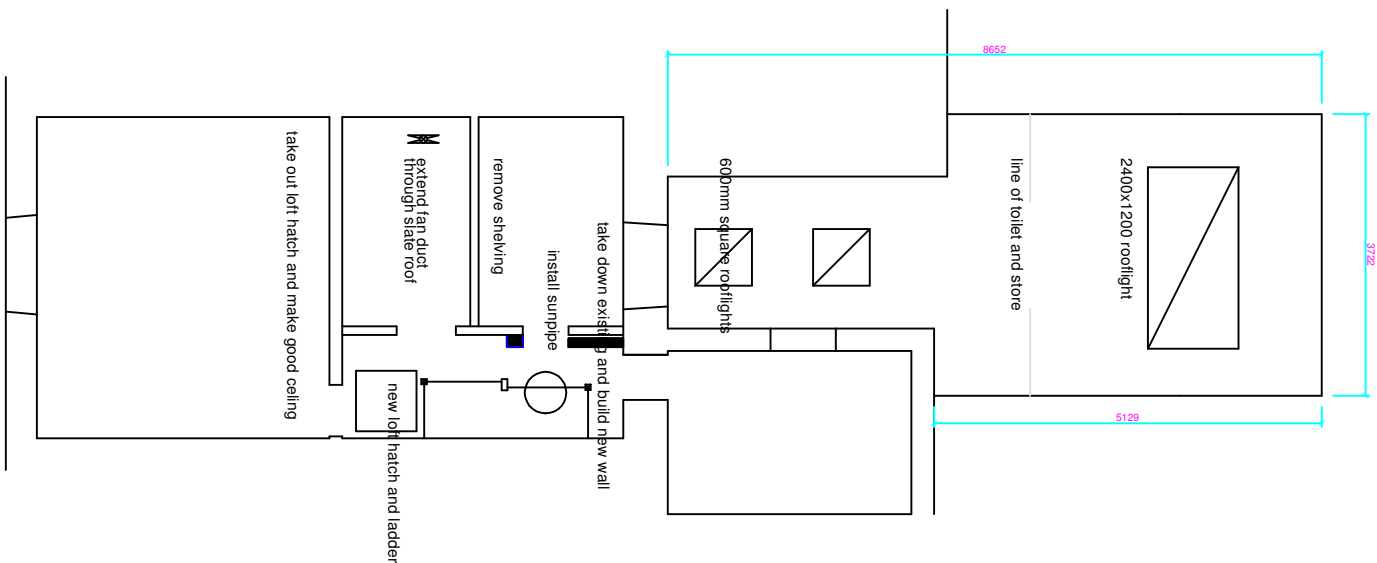 8652
take out loft hatch and make good celing
extend fan duct
through slate roof
remove shelving
install sunpipe
take down existing and build new wall
new loft hatch and ladder
600mm square rooflights
line of toilet and store
2400x1200 rooflight
3722
5129